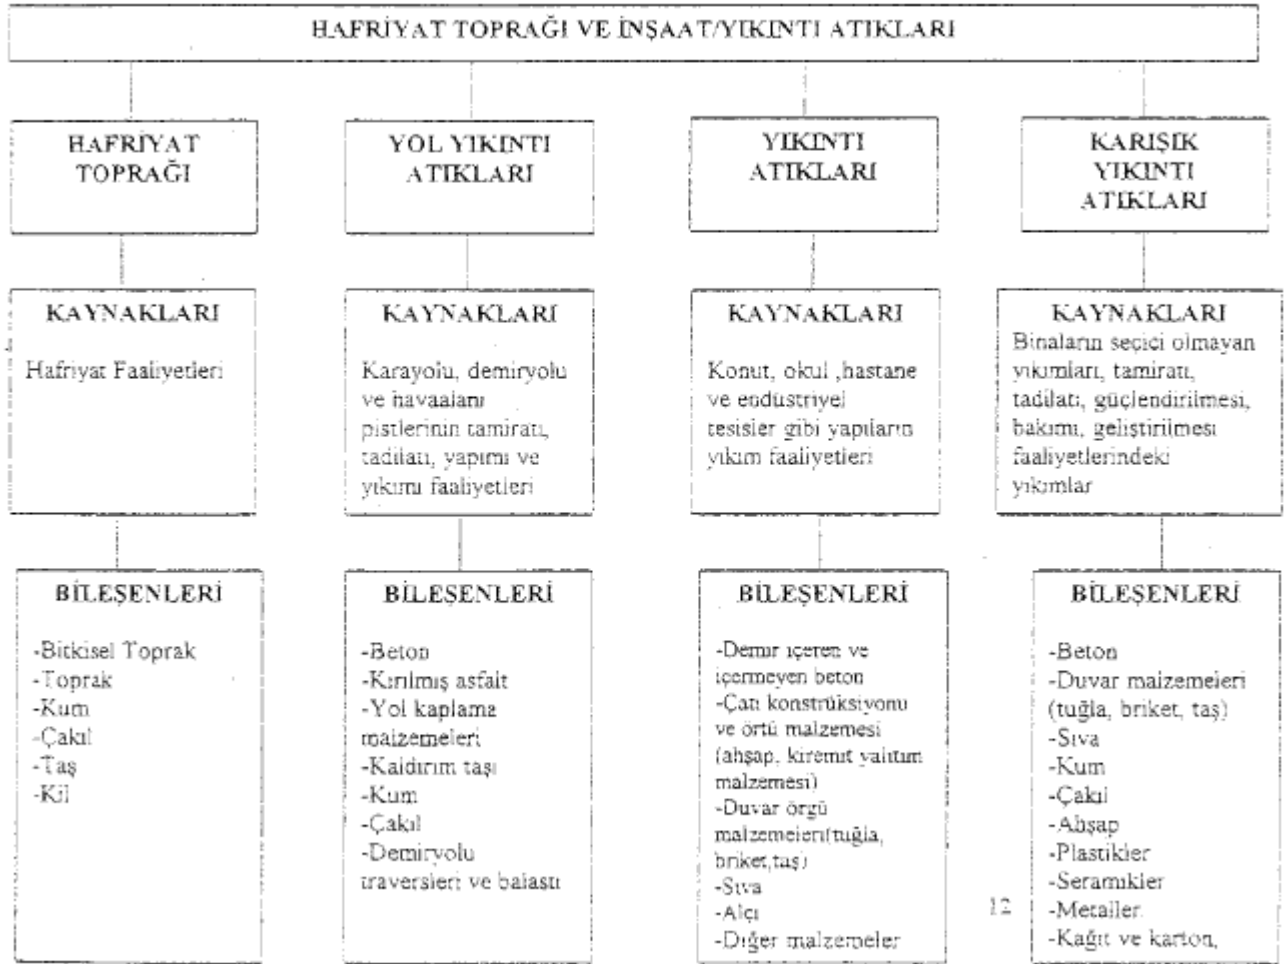 HAFRİYAT TOPRAĞI VE İNŞAAT/YIKINTI ATIKLARI
HAFRİYAT
TOPRAĞI
KAYNAKLARI
Hafriyat Faaliyetleri
BİLEŞENLERİ
-Bitkisel Toprak
-Toprak
-Kum
-Çakıl
-Taş
-Kil
YOL YIKINTI
ATIKLARI
KAYNAKLARI
Karayolu, demiryolu
ve havaalanı
pistlerinin tamiratı,
tadilatı, yapımı ve
yıkımı faaliyetleri
BİLEŞENLERİ
-Beton
-Kırılmış asfalt
-Yol kaplama
malzemeleri
-Kaldırım taşı
-Kum
-Çakıl
-Demiryolu
traversleri ve balastı
YIKINTI
ATIKLARI
KAYNAKLARI
Konut, okul ,hastane
ve endüstriyel
tesisler gibi yapıların
yıkım faaliyetleri
BİLEŞENLERİ
-Demir içeren ve
içermeyen beton
-Çatı konstrüksiyonu
ve örtü malzemesi
(ahşap, kiremit yalıtım
malzemesi)
-Duvar örgü
malzemeleri(tuğla,
briket,taş)
-Sıva
-Alçı
-Diğer malzemeler
KARIŞIK
YIKINTI
ATIKLARI
KAYNAKLARI
Binaların seçici olmayan
yıkımları, tamiratı,
tadilatı, güçlendirilmesi,
bakımı, geliştirilmesi
faaliyetlerindeki
yıkımlar
BİLEŞENLERİ
-Beton
-Duvar malzemeleri
(tuğla, briket, taş)
-Sıva
-Kum
-Çakıl
-Ahşap
-Plastikler
-Seramikler
-Metaller
-Kağıt ve karton,
12